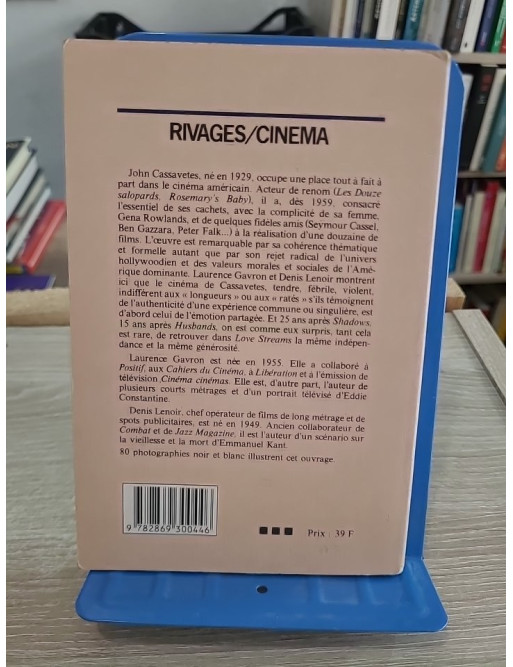 RIVAGES/CINEMA
John Cassavetes, né en 1929, occupe une place tout à fait à
part dans le cinéma américain. Acteur de renom (Les Douze
salopards, Rosemary's Baby), il a, dès 1959, consacré
l'essentiel de ses cachets, avec la complicité de sa femme,
Gena Rowlands, et de quelques fidèles amis (Seymour Cassel,
Ben Gazzara, Peter Falk...) à la réalisation d'une douzaine de
films. L'œuvre est remarquable par sa cohérence thématique
et formelle autant que par son rejet radical de l'univers
hollywoodien et des valeurs morales et sociales de l'Amé-
rique dominante. Laurence Gavron et Denis Lenoir montrent
ici que le cinéma de Cassavetes, tendre, fébrile, violent,
indifférent aux « longueurs » ou aux « ratés » s'ils témoignent
de l'authenticité d'une expérience commune ou singulière, est
d'abord celui de l'émotion partagée. Et 25 ans après Shadows,
15 ans après Husbands, on est comme eux surpris, tant cela
est rare, de retrouver dans Love Streams la même indépen-
dance et la même générosité.
Laurence Gavron est née en 1955. Elle a collaboré à
Positif, aux Cahiers du Cinéma, à Libération et à l'émission de
télévision Cinéma cinémas. Elle est, d'autre part, l'auteur de
plusieurs courts métrages et d'un portrait télévisé d'Eddie
Constantine.
Denis Lenoir, chef opérateur de films de long métrage et de
spots publicitaires, est né en 1949. Ancien collaborateur de
Combat et de Jazz Magazine, il est l'auteur d'un scénario sur
la vieillesse et la mort d'Emmanuel Kant.
80 photographies noir et blanc illustrent cet ouvrage.
9 782869 300446
Prix : 39 F